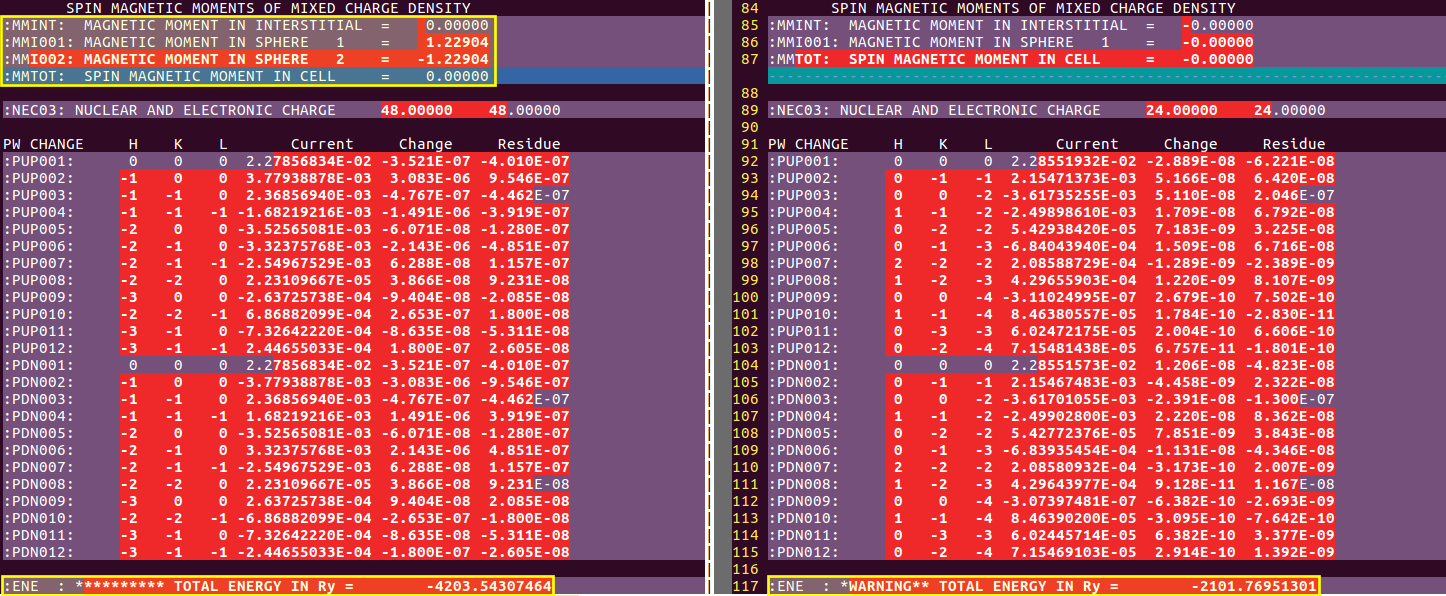 SPIN MAGNETIC MOMENTS OF MIXED CHARGE DENSITY
:MMINT:  MAGNETIC MOMENT IN INTERSTITIAL  =    0.00000
:MMI001: MAGNETIC MOMENT IN SPHERE   1    =    1.22904
:MMI002: MAGNETIC MOMENT IN SPHERE   2    =   -1.22904
:MMTOT:  SPIN MAGNETIC MOMENT IN CELL     =    0.00000
:NEC03: NUCLEAR AND ELECTRONIC CHARGE     48.00000    48.00000
PW CHANGE     H    K    L       Current     Change     Residue
:PUP001:      0    0    0  2.27856834E-02 -3.521E-07 -4.010E-07
:PUP002:     -1    0    0  3.77938878E-03  3.083E-06  9.546E-07
:PUP003:     -1   -1    0  2.36856940E-03 -4.767E-07 -4.462E-07
:PUP004:     -1   -1   -1 -1.68219216E-03 -1.491E-06 -3.919E-07
:PUP005:     -2    0    0 -3.52565081E-03 -6.071E-08 -1.280E-07
:PUP006:     -2   -1    0 -3.32375768E-03 -2.143E-06 -4.851E-07
:PUP007:     -2   -1   -1 -2.54967529E-03  6.288E-08  1.157E-07
:PUP008:     -2   -2    0  2.23109667E-05  3.866E-08  9.231E-08
:PUP009:     -3    0    0 -2.63725738E-04 -9.404E-08 -2.085E-08
:PUP010:     -2   -2   -1  6.86882099E-04  2.653E-07  1.800E-08
:PUP011:     -3   -1    0 -7.32642220E-04 -8.635E-08 -5.311E-08
:PUP012:     -3   -1   -1  2.44655033E-04  1.800E-07  2.605E-08
:PDN001:      0    0    0  2.27856834E-02 -3.521E-07 -4.010E-07
:PDN002:     -1    0    0 -3.77938878E-03 -3.083E-06 -9.546E-07
:PDN003:     -1   -1    0  2.36856940E-03 -4.767E-07 -4.462E-07
:PDN004:     -1   -1   -1  1.68219216E-03  1.491E-06  3.919E-07
:PDN005:     -2    0    0 -3.52565081E-03 -6.071E-08 -1.280E-07
:PDN006:     -2   -1    0  3.32375768E-03  2.143E-06  4.851E-07
:PDN007:     -2   -1   -1 -2.54967529E-03  6.288E-08  1.157E-07
:PDN008:     -2   -2    0  2.23109667E-05  3.866E-08  9.231E-08
:PDN009:     -3    0    0  2.63725738E-04  9.404E-08  2.085E-08
:PDN010:     -2   -2   -1 -6.86882099E-04 -2.653E-07 -1.800E-08
:PDN011:     -3   -1    0 -7.32642220E-04 -8.635E-08 -5.311E-08
:PDN012:     -3   -1   -1 -2.44655033E-04 -1.800E-07 -2.605E-08
:ENE  : ********** TOTAL ENERGY IN Ry =        -4203.54307464
84        SPIN MAGNETIC MOMENTS OF MIXED CHARGE DENSITY
85 :MMINT:  MAGNETIC MOMENT IN INTERSTITIAL  =   -0.00000
86 :MMI001: MAGNETIC MOMENT IN SPHERE   1    =   -0.00000
87 :MMTOT:  SPIN MAGNETIC MOMENT IN CELL     =   -0.00000
88
89 :NEC03: NUCLEAR AND ELECTRONIC CHARGE     24.00000    24.00000
90
91 PW CHANGE     H    K    L       Current     Change     Residue
92 :PUP001:      0    0    0  2.28551932E-02 -2.889E-08 -6.221E-08
93 :PUP002:      0   -1   -1  2.15471373E-03  5.166E-08  6.420E-08
94 :PUP003:      0    0   -2 -3.61735255E-03  5.110E-08  2.046E-07
95 :PUP004:      1   -1   -2 -2.49898610E-03  1.709E-08  6.792E-08
96 :PUP005:      0   -2   -2  5.42938420E-05  7.183E-09  3.225E-08
97 :PUP006:      0   -1   -3 -6.84043940E-04  1.509E-08  6.716E-08
98 :PUP007:      2   -2   -2  2.08588729E-04 -1.289E-09 -2.389E-09
99 :PUP008:      1   -2   -3  4.29655903E-04  1.220E-09  8.107E-09
100 :PUP009:      0    0   -4 -3.11024995E-07  2.679E-10  7.502E-10
101 :PUP010:      1   -1   -4  8.46380557E-05  1.784E-10 -2.830E-11
102 :PUP011:      0   -3   -3  6.02472175E-05  2.004E-10  6.606E-10
103 :PUP012:      0   -2   -4  7.15481438E-05  6.757E-11 -1.801E-10
104 :PDN001:      0    0    0  2.28551573E-02  1.206E-08 -4.823E-08
105 :PDN002:      0   -1   -1  2.15467483E-03 -4.458E-09  2.322E-08
106 :PDN003:      0    0   -2 -3.61701055E-03 -2.391E-08 -1.300E-07
107 :PDN004:      1   -1   -2 -2.49902800E-03  2.220E-08  8.362E-08
108 :PDN005:      0   -2   -2  5.42772376E-05  7.851E-09  3.843E-08
109 :PDN006:      0   -1   -3 -6.83935454E-04 -1.131E-08 -4.346E-08
110 :PDN007:      2   -2   -2  2.08580932E-04 -3.173E-10  2.007E-09
111 :PDN008:      1   -2   -3  4.29643977E-04  9.128E-11  1.167E-08
112 :PDN009:      0    0   -4 -3.07397481E-07 -6.382E-10 -2.693E-09
113 :PDN010:      1   -1   -4  8.46390200E-05 -3.095E-10 -7.642E-10
114 :PDN011:      0   -3   -3  6.02445714E-05  6.382E-10  3.377E-09
115 :PDN012:      0   -2   -4  7.15469103E-05  2.914E-10  1.392E-09
116
117 :ENE  : *WARNING** TOTAL ENERGY IN Ry =        -2101.76951301